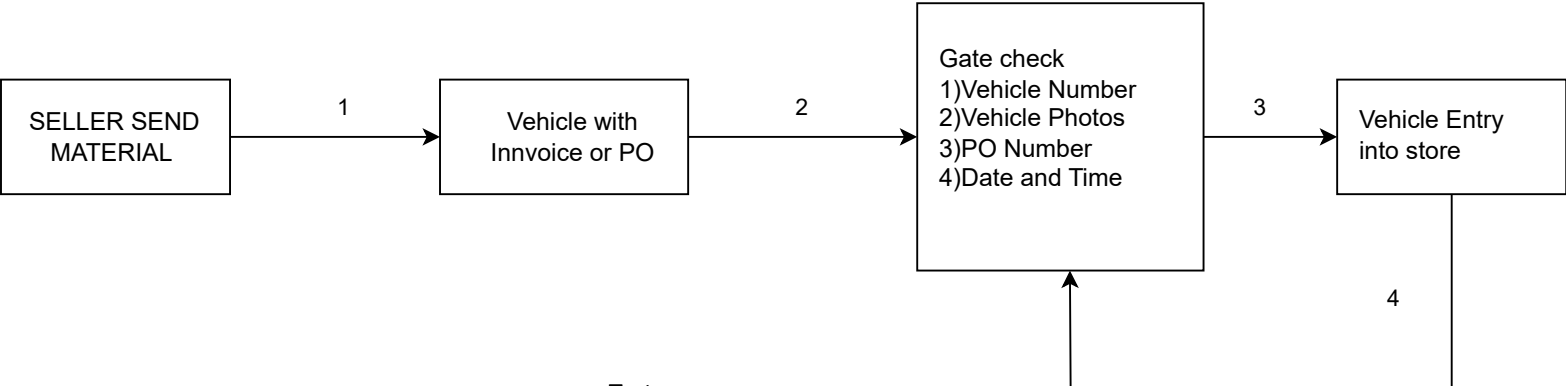 SELLER SEND
MATERIAL
1
Vehicle with
Innvoice or PO
2
Gate check
1)Vehicle Number
2)Vehicle Photos
3)PO Number
4)Date and Time
3
Vehicle Entry
into store
4